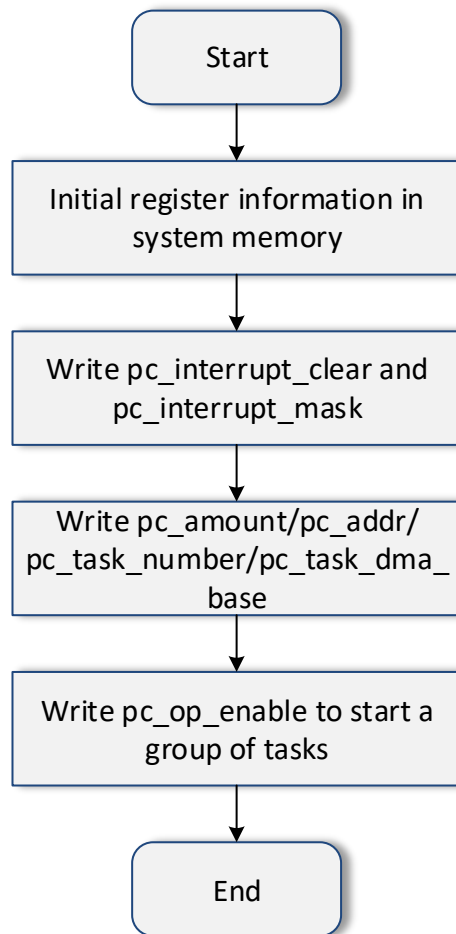 Start
Initial register information in
system memory
Write pc_interrupt_clear and
pc_interrupt_mask
Write pc_amount/pc_addr/
pc_task_number/pc_task_dma_
base
Write pc_op_enable to start a
group of tasks
End